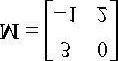 M = [ -1 2
3 0 ]